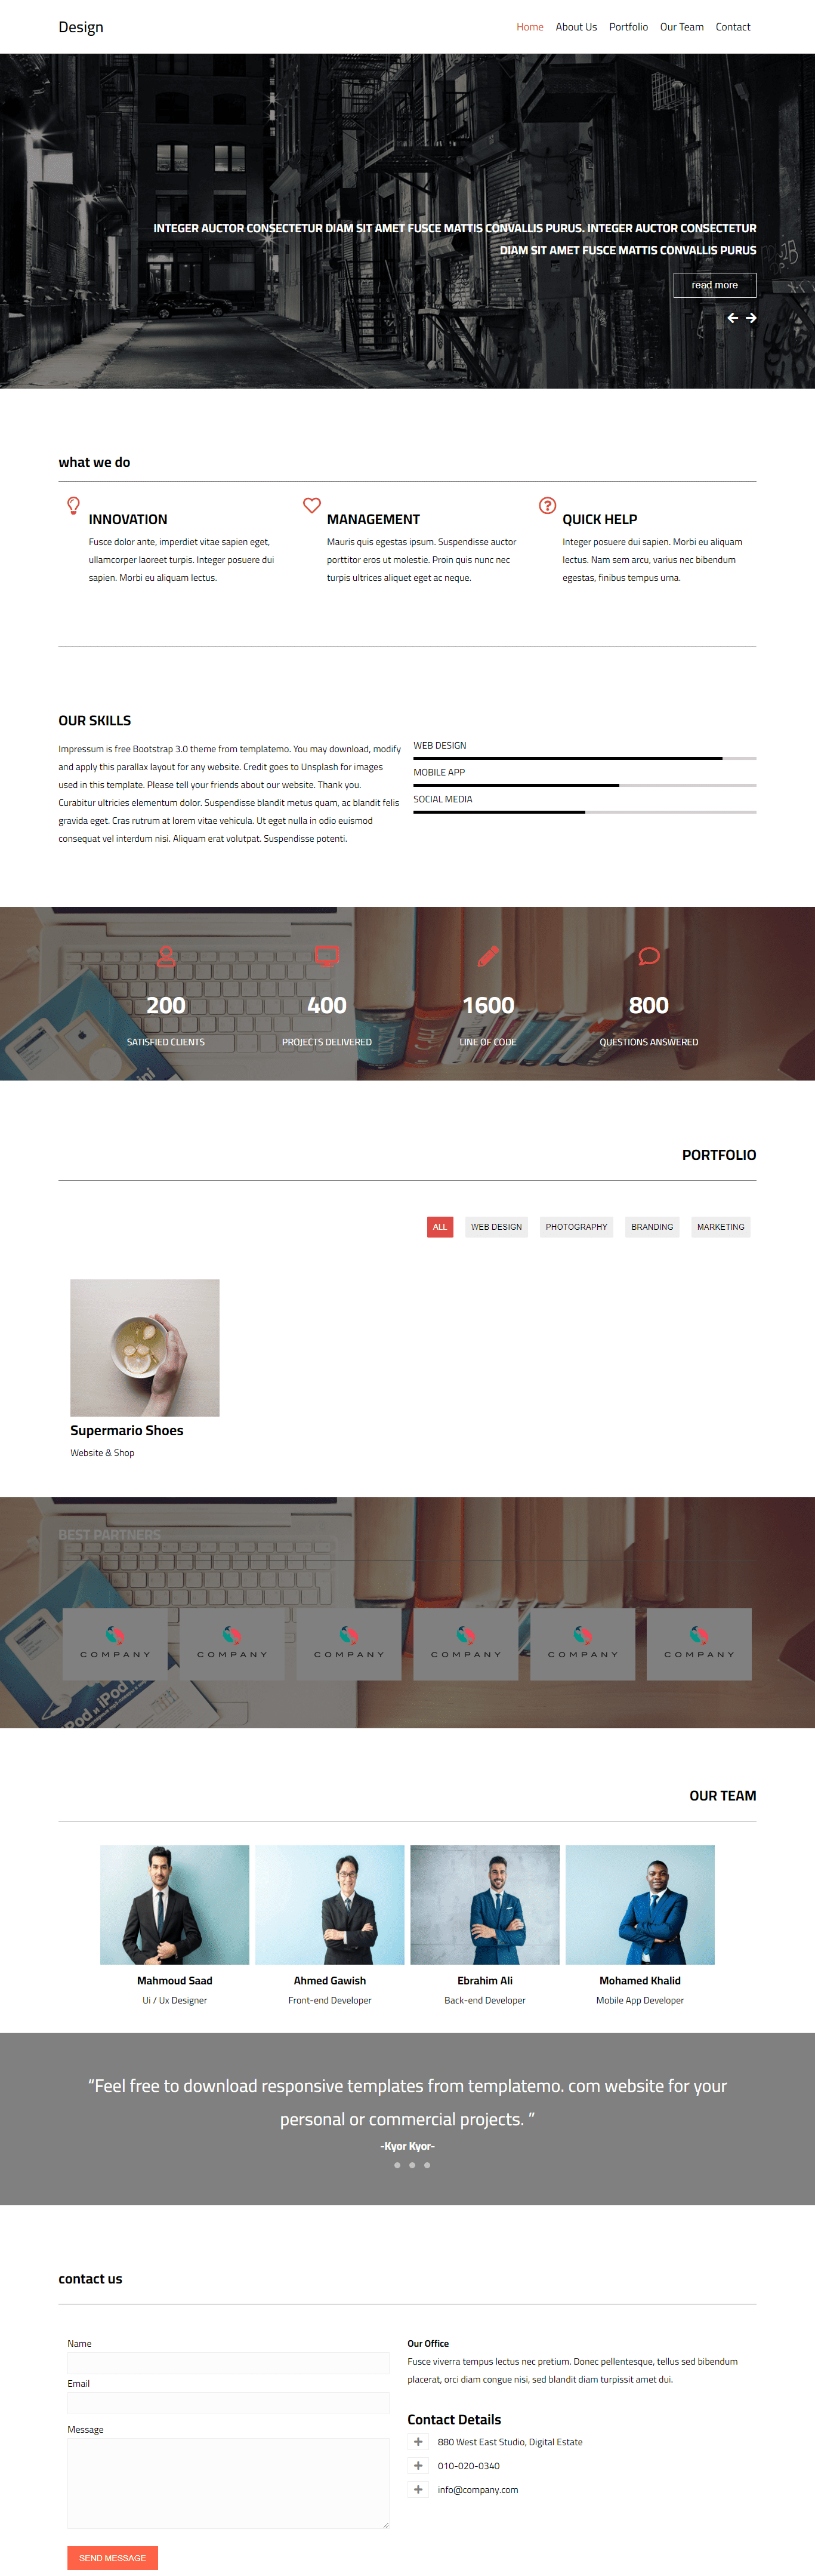 Design
Home About Us Portfolio Our Team Contact
INTEGER AUCTOR CONSECTETUR DIAM SIT AMET FUSCE MATTIS CONVALLIS PURUS. INTEGER AUCTOR CONSECTETUR
DIAM SIT AMET FUSCE MATTIS CONVALLIS PURUS
read more
what we do
INNOVATION
Fusce dolor ante, imperdiet vitae sapien eget,
ullamcorper laoreet turpis. Integer posuere dui
sapien. Morbi eu aliquam lectus.
MANAGEMENT
Mauris quis egestas ipsum. Suspendisse auctor
porttitor eros ut molestie. Proin quis nunc nec
turpis ultrices aliquet eget ac neque.
QUICK HELP
Integer posuere dui sapien. Morbi eu aliquam
lectus. Nam sem arcu, varius nec bibendum
egestas, finibus tempus urna.
OUR SKILLS
Impressum is free Bootstrap 3.0 theme from templatemo. You may download, modify
and apply this parallax layout for any website. Credit goes to Unsplash for images
used in this template. Please tell your friends about our website. Thank you.
Curabitur ultricies elementum dolor. Suspendisse blandit metus quam, ac blandit felis
gravida eget. Cras rutrum at lorem vitae vehicula. Ut eget nulla in odio euismod
consequat vel interdum nisi. Aliquam erat volutpat. Suspendisse potenti.
WEB DESIGN
MOBILE APP
SOCIAL MEDIA
200
SATISFIED CLIENTS
400
PROJECTS DELIVERED
1600
LINE OF CODE
800
QUESTIONS ANSWERED
PORTFOLIO
ALL WEB DESIGN PHOTOGRAPHY BRANDING MARKETING
Supermario Shoes
Website & Shop
BEST PARTNERS
COMPANY COMPANY COMPANY COMPANY COMPANY COMPANY
iPod iPod
OUR TEAM
Mahmoud Saad
Ui / Ux Designer
Ahmed Gawish
Front-end Developer
Ebrahim Ali
Back-end Developer
Mohamed Khalid
Mobile App Developer
“Feel free to download responsive templates from templatemo. com website for your
personal or commercial projects. ”
-Kyor Kyor-
contact us
Name
Email
Message
SEND MESSAGE
Our Office
Fusce viverra tempus lectus nec pretium. Donec pellentesque, tellus sed bibendum
placerat, orci diam congue nisi, sed blandit diam turpissit amet dui.
Contact Details
880 West East Studio, Digital Estate
010-020-0340
info@company.com